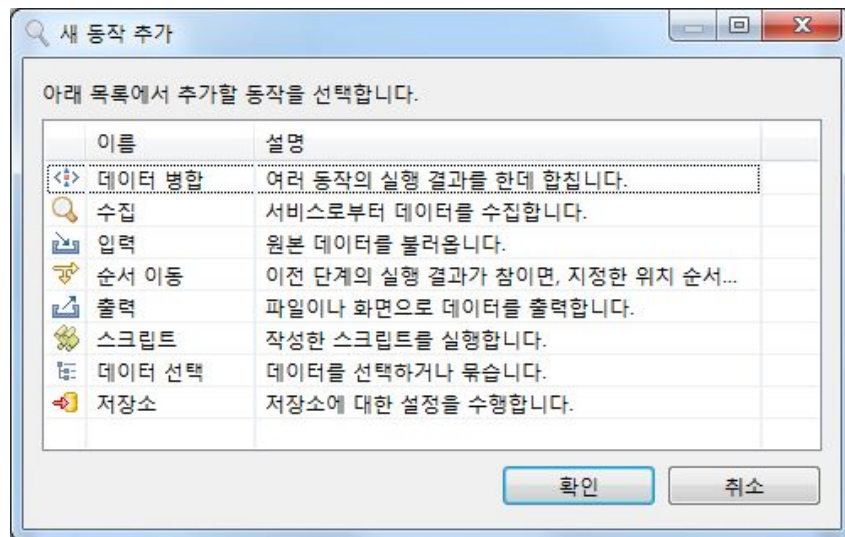 새 동작 추가
아래 목록에서 추가할 동작을 선택합니다.
이름 설명
데이터 병합 여러 동작의 실행 결과를 한데 합칩니다.
수집 서비스로부터 데이터를 수집합니다.
입력 원본 데이터를 불러옵니다.
순서 이동 이전 단계의 실행 결과가 참이면, 지정한 위치 순서...
출력 파일이나 화면으로 데이터를 출력합니다.
스크립트 작성한 스크립트를 실행합니다.
데이터 선택 데이터를 선택하거나 묶습니다.
저장소 저장소에 대한 설정을 수행합니다.
확인 취소